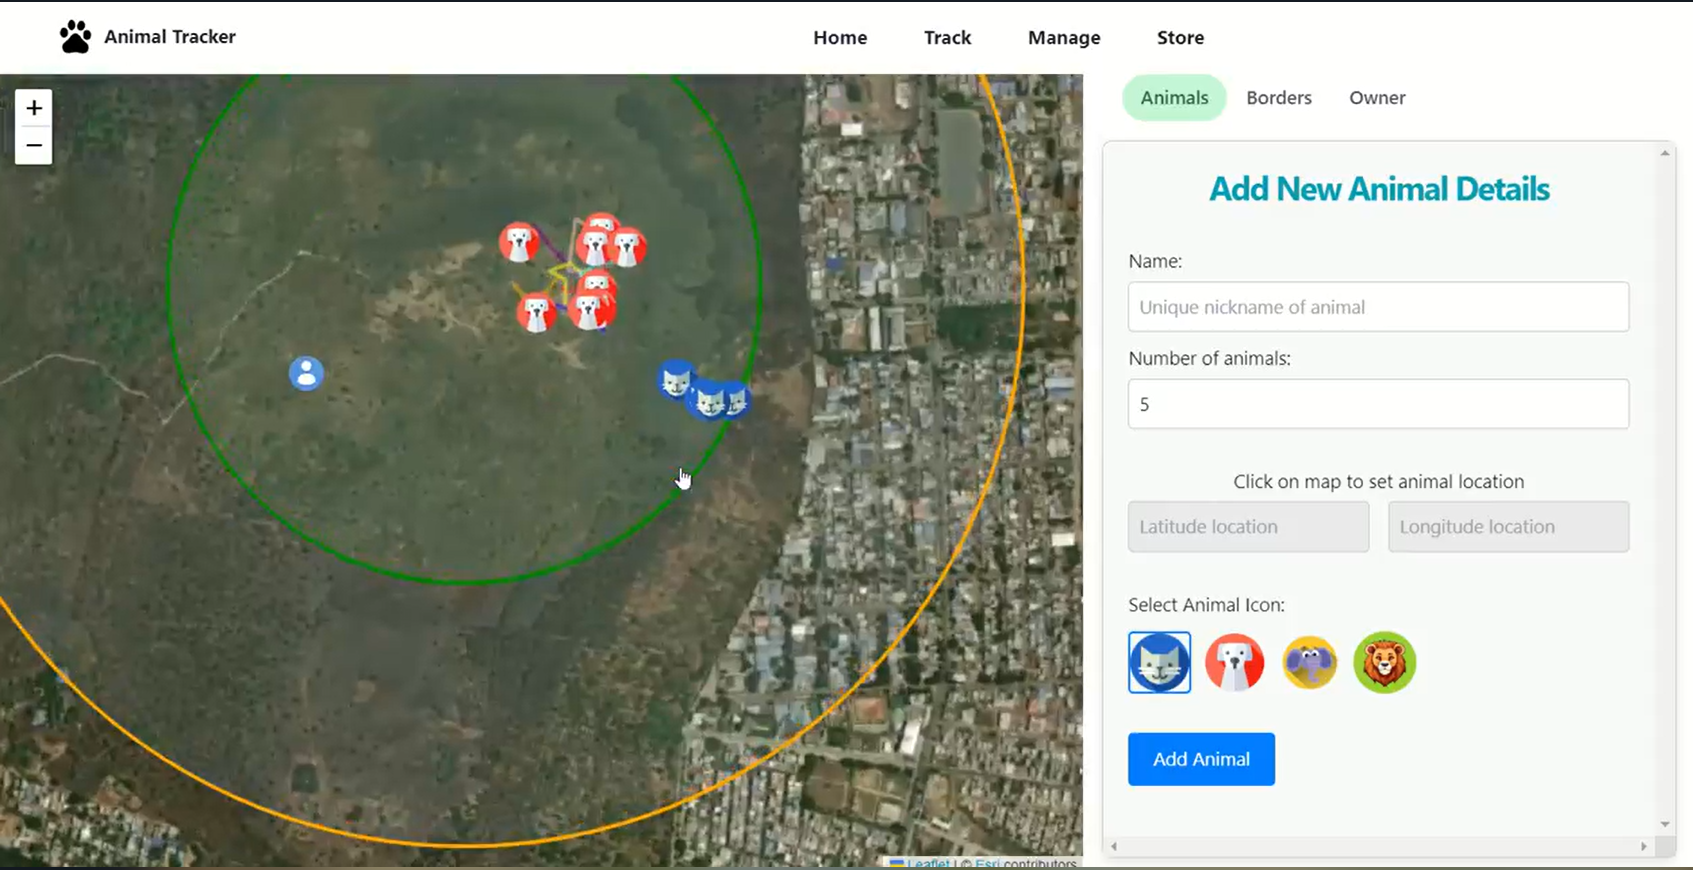 Animal Tracker
Home Track Manage Store
+
−
Animals Borders Owner
Add New Animal Details
Name:
Unique nickname of animal
Number of animals:
5
Click on map to set animal location
Latitude location Longitude location
Select Animal Icon:
Add Animal
Leaflet | © Esri contributors